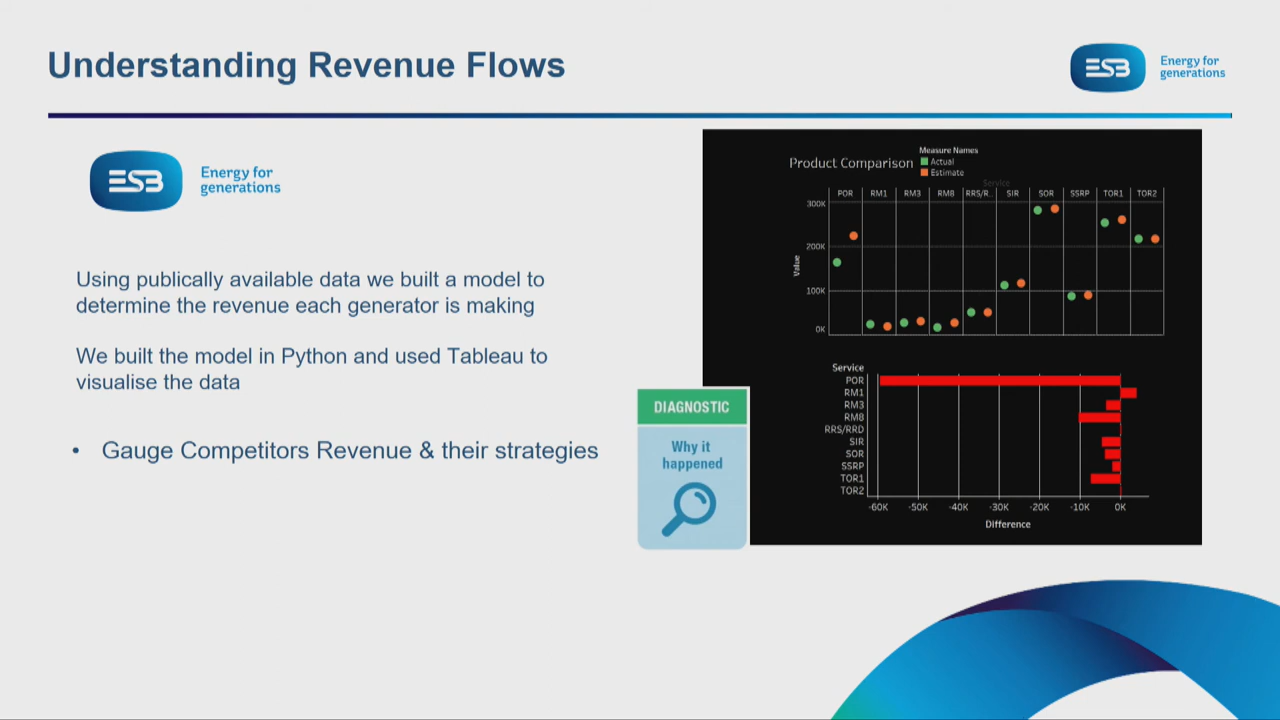 Understanding Revenue Flows
ESB
Energy for
generations
ESB
Energy for
generations
Using publically available data we built a model to
determine the revenue each generator is making
We built the model in Python and used Tableau to
visualise the data
• Gauge Competitors Revenue & their strategies
DIAGNOSTIC
Why it
happened
Product Comparison
Measure Names
Actual
Estimate
Service
POR RM1 RM3 RM8 RRS/R.. SIR SOR SSRP TOR1 TOR2
300K
200K
100K
0K
Value
Service
POR
RM1
RM3
RM8
RRS/RRD
SIR
SOR
SSRP
TOR1
TOR2
-60K -50K -40K -30K -20K -10K 0K
Difference